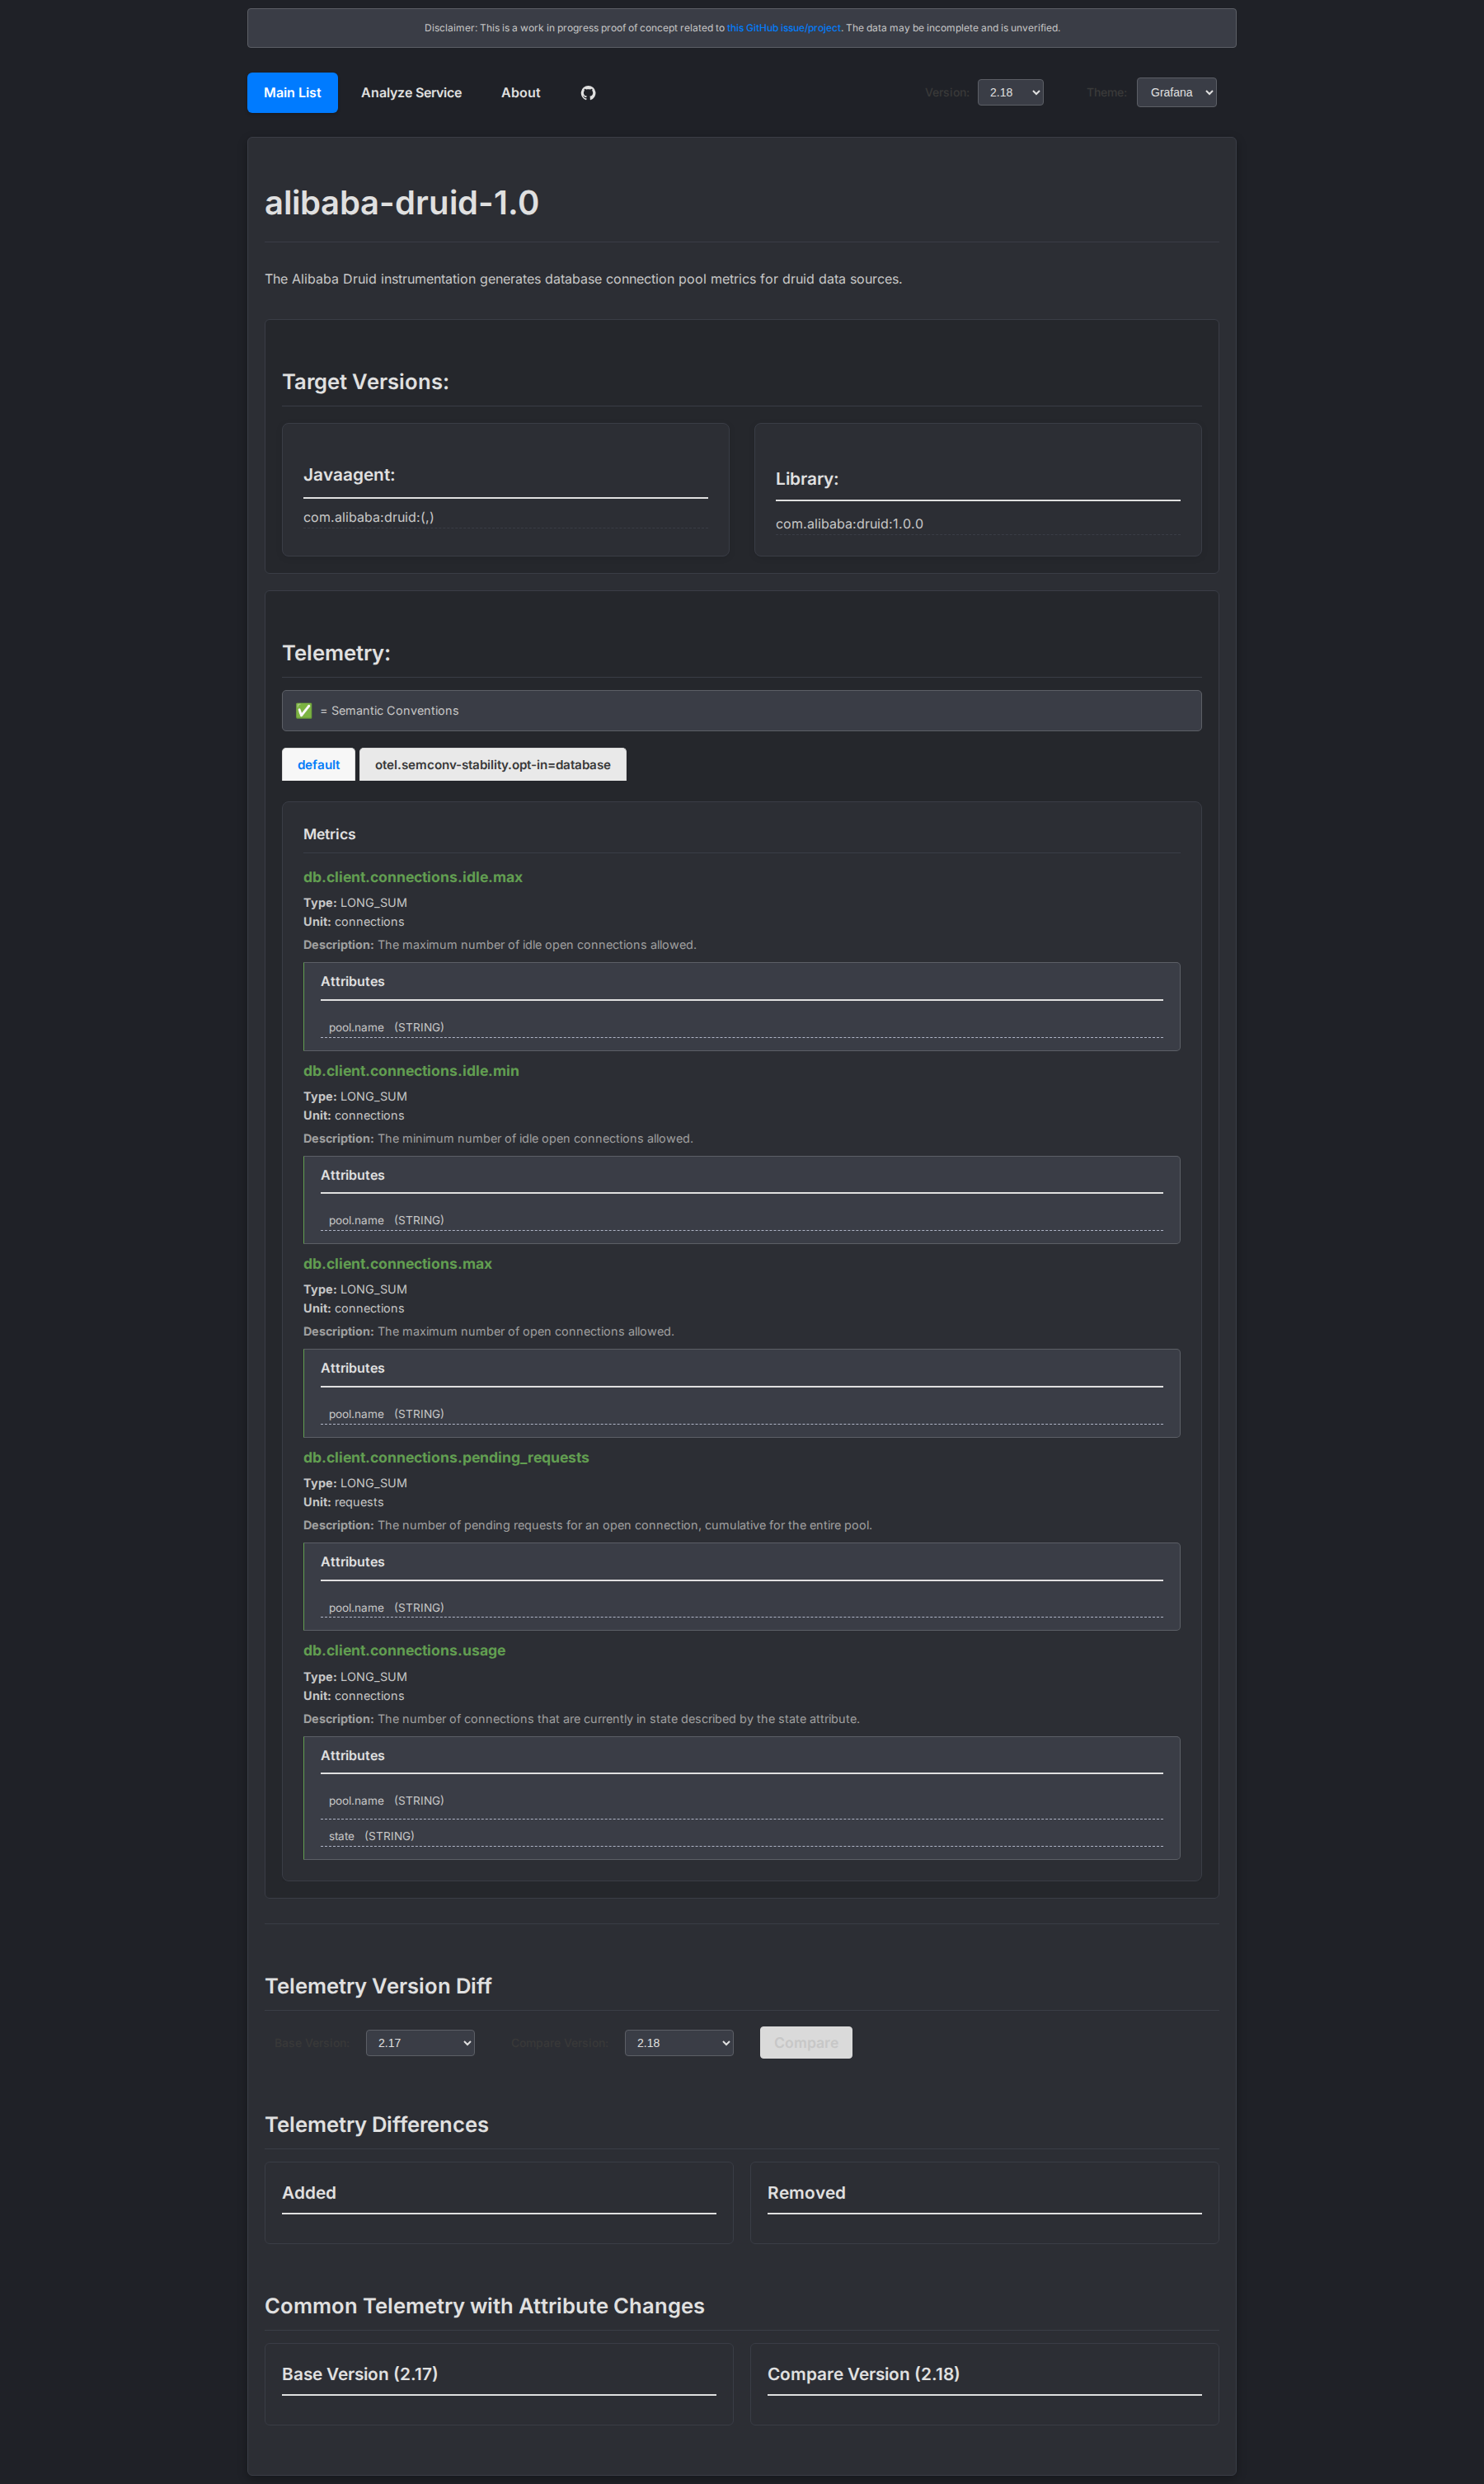 Disclaimer: This is a work in progress proof of concept related to this GitHub issue/project. The data may be incomplete and is unverified.
Main List Analyze Service About Version: 2.18 Theme: Grafana
alibaba-druid-1.0
The Alibaba Druid instrumentation generates database connection pool metrics for druid data sources.
Target Versions:
Javaagent:
com.alibaba:druid:(,)
Library:
com.alibaba:druid:1.0.0
Telemetry:
✅ = Semantic Conventions
default otel.semconv-stability.opt-in=database
Metrics
db.client.connections.idle.max
Type: LONG_SUM
Unit: connections
Description: The maximum number of idle open connections allowed.
Attributes
pool.name (STRING)
db.client.connections.idle.min
Type: LONG_SUM
Unit: connections
Description: The minimum number of idle open connections allowed.
Attributes
pool.name (STRING)
db.client.connections.max
Type: LONG_SUM
Unit: connections
Description: The maximum number of open connections allowed.
Attributes
pool.name (STRING)
db.client.connections.pending_requests
Type: LONG_SUM
Unit: requests
Description: The number of pending requests for an open connection, cumulative for the entire pool.
Attributes
pool.name (STRING)
db.client.connections.usage
Type: LONG_SUM
Unit: connections
Description: The number of connections that are currently in state described by the state attribute.
Attributes
pool.name (STRING)
state (STRING)
Telemetry Version Diff
Base Version: 2.17 Compare Version: 2.18 Compare
Telemetry Differences
Added
Removed
Common Telemetry with Attribute Changes
Base Version (2.17)
Compare Version (2.18)